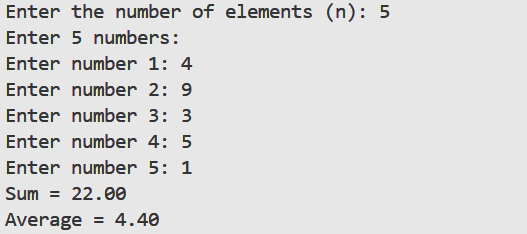 Enter the number of elements (n): 5
Enter 5 numbers:
Enter number 1: 4
Enter number 2: 9
Enter number 3: 3
Enter number 4: 5
Enter number 5: 1
Sum = 22.00
Average = 4.40